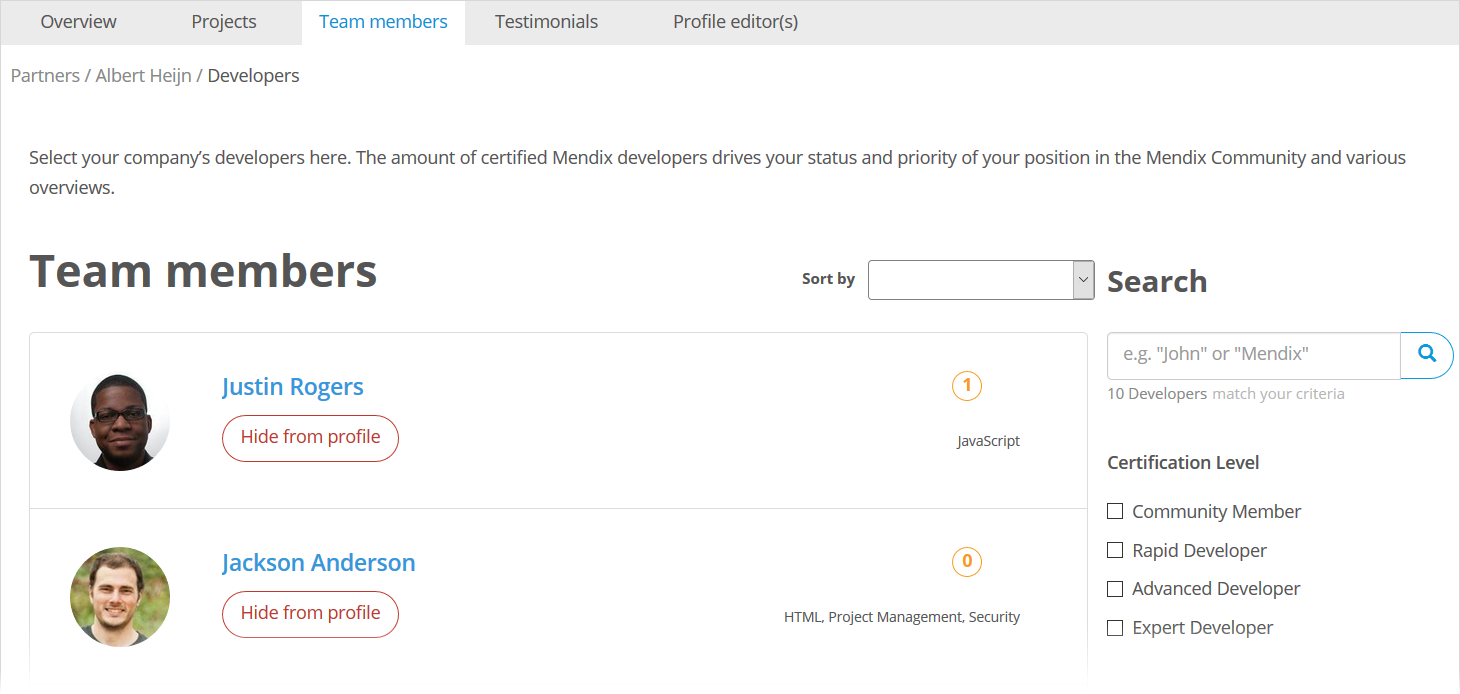 Overview Projects Team members Testimonials Profile editor(s)
Partners / Albert Heijn / Developers
Select your company’s developers here. The amount of certified Mendix developers drives your status and priority of your position in the Mendix Community and various
overviews.
Team members
Sort by
Justin Rogers
1
Hide from profile
JavaScript
Jackson Anderson
0
Hide from profile
HTML, Project Management, Security
Search
e.g. "John" or "Mendix"
10 Developers match your criteria
Certification Level
Community Member
Rapid Developer
Advanced Developer
Expert Developer